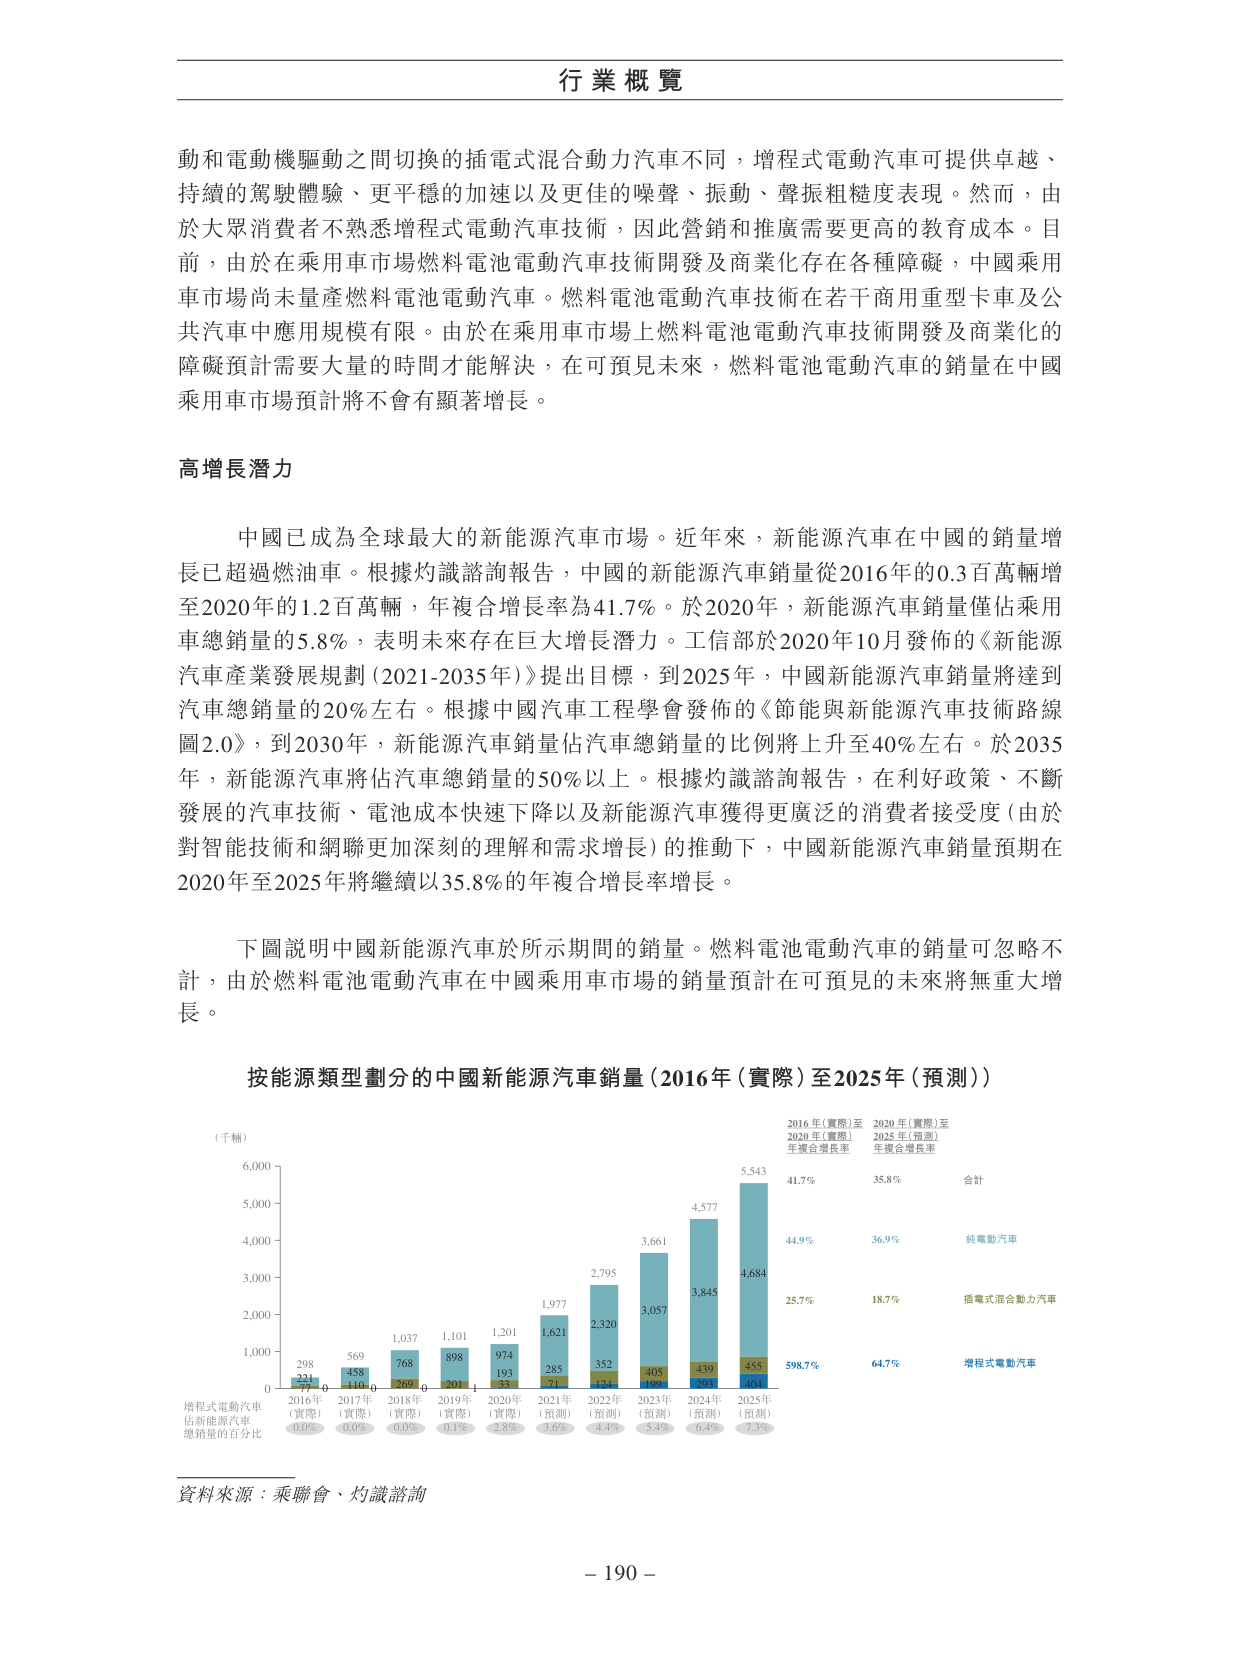 行業概覽
動和電動機驅動之間切換的插電式混合動力汽車不同，增程式電動汽車可提供卓越、
持續的駕駛體驗、更平穩的加速以及更佳的噪聲、振動、聲振粗糙度表現。然而，由
於大眾消費者不熟悉增程式電動汽車技術，因此營銷和推廣需要更高的教育成本。目
前，由於在乘用車市場燃料電池電動汽車技術開發及商業化存在各種障礙，中國乘用
車市場尚未量產燃料電池電動汽車。燃料電池電動汽車技術在若干商用重型卡車及公
共汽車中應用規模有限。由於在乘用車市場上燃料電池電動汽車技術開發及商業化的
障礙預計需要大量的時間才能解決，在可預見未來，燃料電池電動汽車的銷量在中國
乘用車市場預計將不會有顯著增長。
高增長潛力
中國已成為全球最大的新能源汽車市場。近年來，新能源汽車在中國的銷量增
長已超過燃油車。根據灼識諮詢報告，中國的新能源汽車銷量從2016年的0.3百萬輛增
至2020年的1.2百萬輛，年複合增長率為41.7%。於2020年，新能源汽車銷量僅佔乘用
車總銷量的5.8%，表明未來存在巨大增長潛力。工信部於2020年10月發佈的《新能源
汽車產業發展規劃（2021-2035年）》提出目標，到2025年，中國新能源汽車銷量將達到
汽車總銷量的20%左右。根據中國汽車工程學會發佈的《節能與新能源汽車技術路線
圖2.0》，到2030年，新能源汽車銷量佔汽車總銷量的比例將上升至40%左右。於2035
年，新能源汽車將佔汽車總銷量的50%以上。根據灼識諮詢報告，在利好政策、不斷
發展的汽車技術、電池成本快速下降以及新能源汽車獲得更廣泛的消費者接受度（由於
對智能技術和網聯更加深刻的理解和需求增長）的推動下，中國新能源汽車銷量預期在
2020年至2025年將繼續以35.8%的年複合增長率增長。
下圖說明中國新能源汽車於所示期間的銷量。燃料電池電動汽車的銷量可忽略不
計，由於燃料電池電動汽車在中國乘用車市場的銷量預計在可預見的未來將無重大增
長。
按能源類型劃分的中國新能源汽車銷量（2016年（實際）至2025年（預測））
2016 年（實際）至 2020 年（實際）至
2020 年（實際） 2025 年（預測）
年複合增長率 年複合增長率
（千輛）
6,000
5,000
4,000
3,000
2,000
1,000
0
298 569 1,037 1,101 1,201 1,977 2,795 3,661 4,577 5,543
221 458 768 898 974 1,621 2,320 3,057 3,845 4,684
77 110 269 201 193 285 352 405 439 455
0 0 0 1 33 71 124 199 293 404
41.7% 35.8% 合計
44.9% 36.9% 純電動汽車
25.7% 18.7% 插電式混合動力汽車
598.7% 64.7% 增程式電動汽車
2016年 2017年 2018年 2019年 2020年 2021年 2022年 2023年 2024年 2025年
（實際） （實際） （實際） （實際） （實際） （預測） （預測） （預測） （預測） （預測）
增程式電動汽車
佔新能源汽車
總銷量的百分比
0.0% 0.0% 0.0% 0.1% 2.8% 3.6% 4.4% 5.4% 6.4% 7.3%
資料來源：乘聯會、灼識諮詢
– 190 –